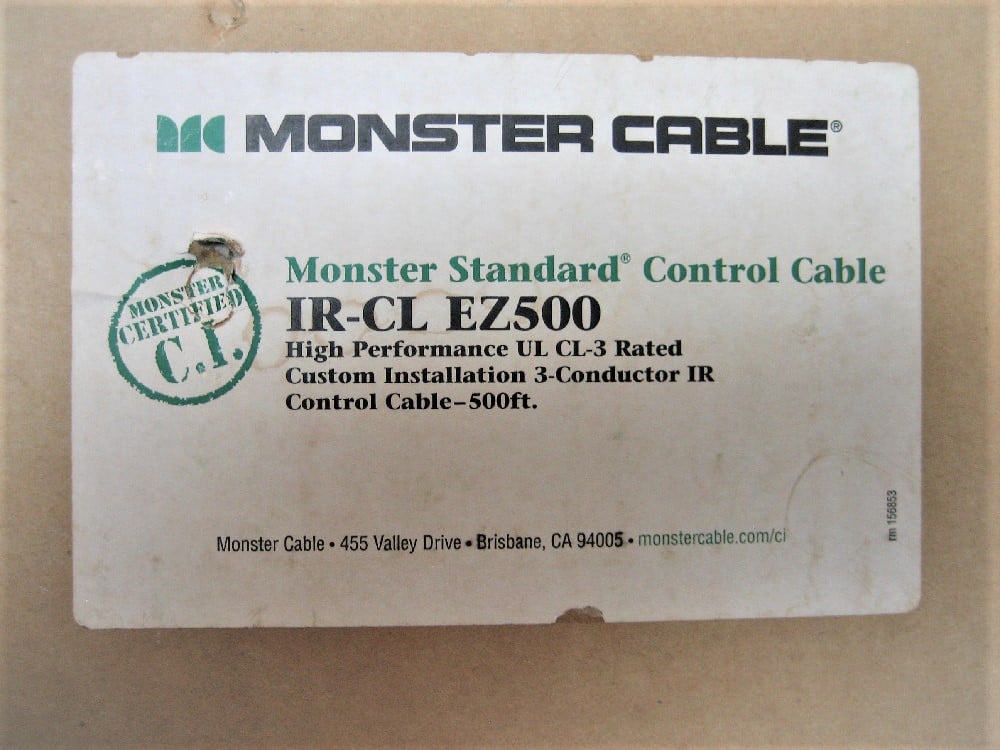 MONSTER CABLE®
MONSTER
CERTIFIED
C.I.
Monster Standard® Control Cable
IR-CL EZ500
High Performance UL CL-3 Rated
Custom Installation 3-Conductor IR
Control Cable–500ft.
rm 156853
Monster Cable • 455 Valley Drive • Brisbane, CA 94005 • monstercable.com/ci